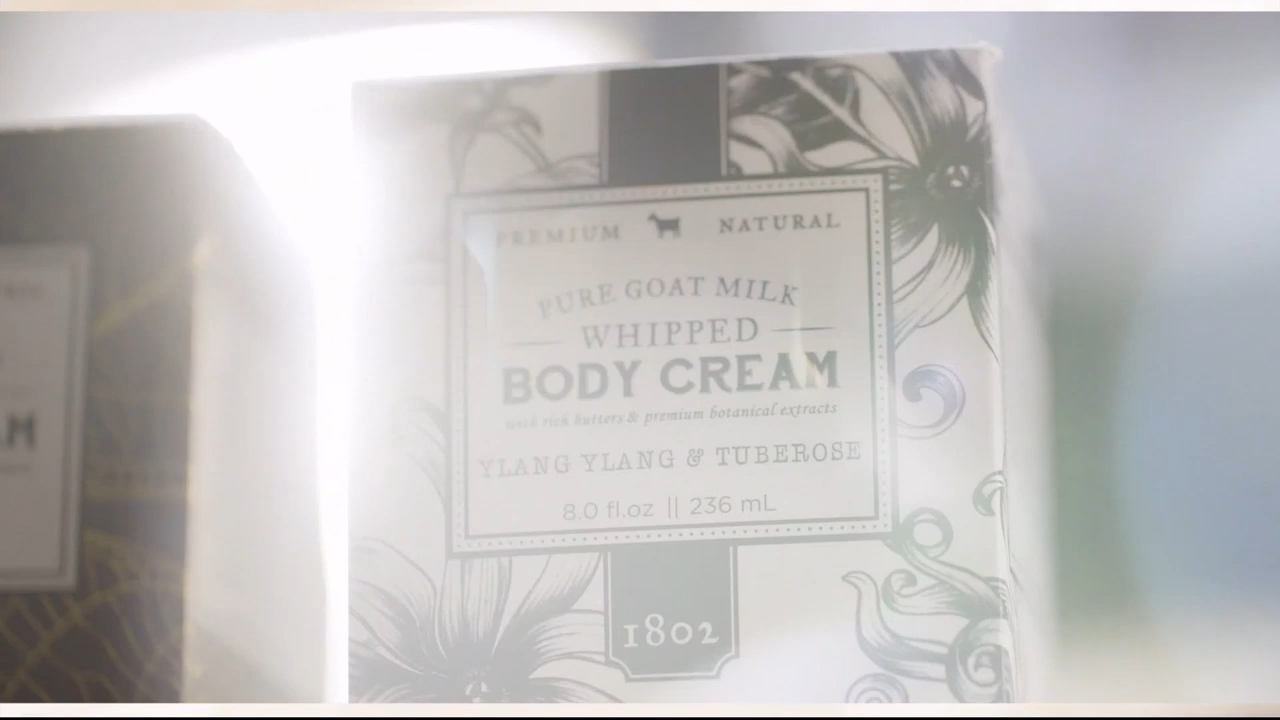 PREMIUM NATURAL
PURE GOAT MILK
WHIPPED
BODY CREAM
with rich butters & premium botanical extracts
YLANG YLANG & TUBEROSE
8.0 fl.oz || 236 mL
1802